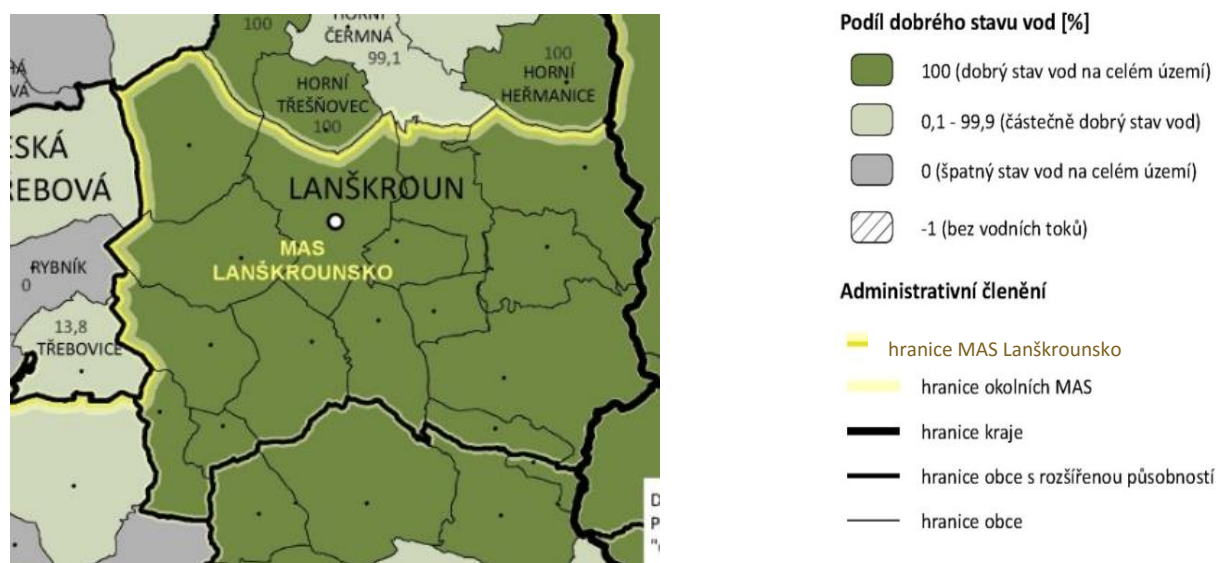 100
HORNÍ
ČERMNÁ
99,1
100
HORNÍ
HEŘMANICE
HORNÍ
TŘEŠŇOVEC
100
LANŠKROUN
MAS
LANŠKROUNSKO
RYBNÍK
0
13,8
TŘEBOVICE
Podíl dobrého stavu vod [%]
100 (dobrý stav vod na celém území)
0,1 - 99,9 (částečně dobrý stav vod)
0 (špatný stav vod na celém území)
-1 (bez vodních toků)
Administrativní členění
hranice MAS Lanškrounsko
hranice okolních MAS
hranice kraje
hranice obce s rozšířenou působností
hranice obce